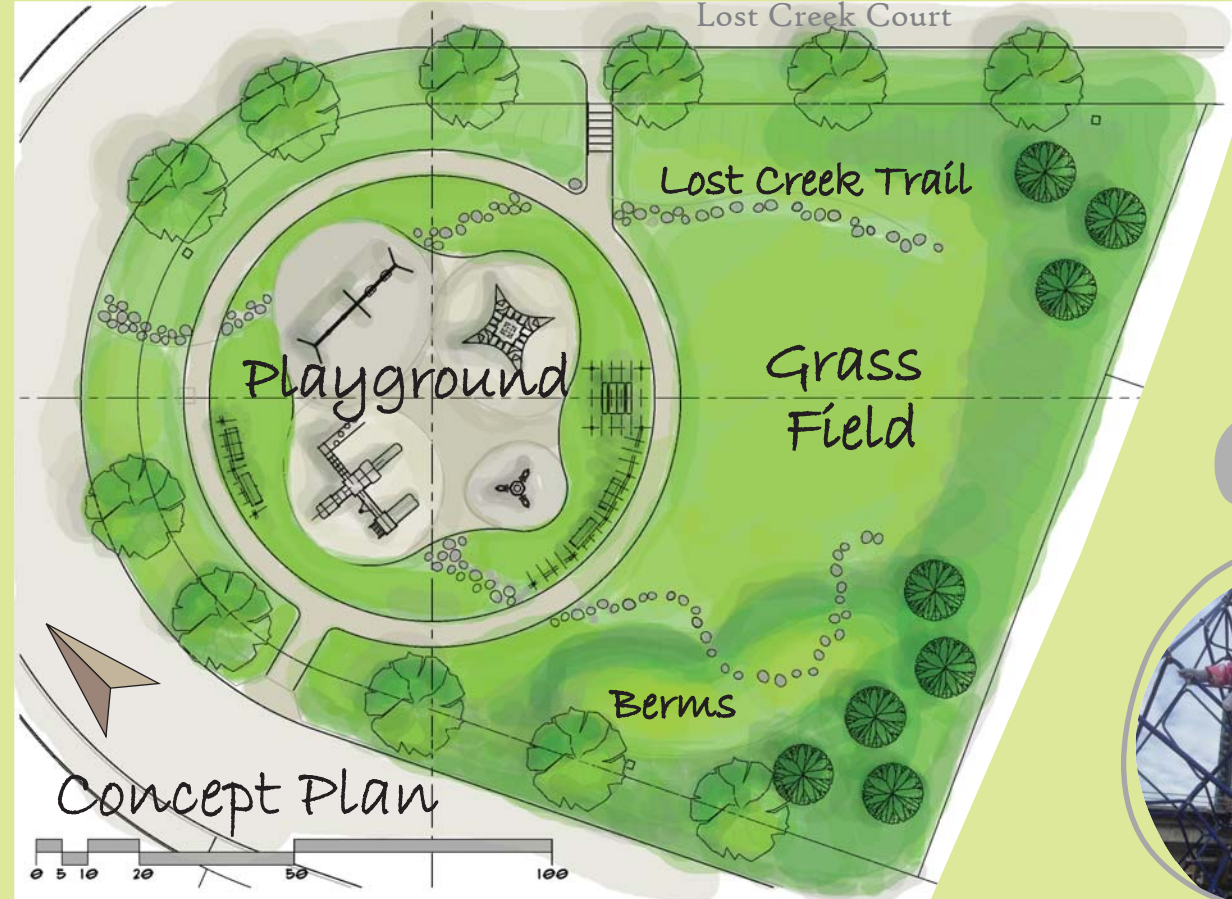 Lost Creek Court
Lost Creek Trail
Playground
Grass
Field
Berms
Concept Plan
0 5 10 20 50 100